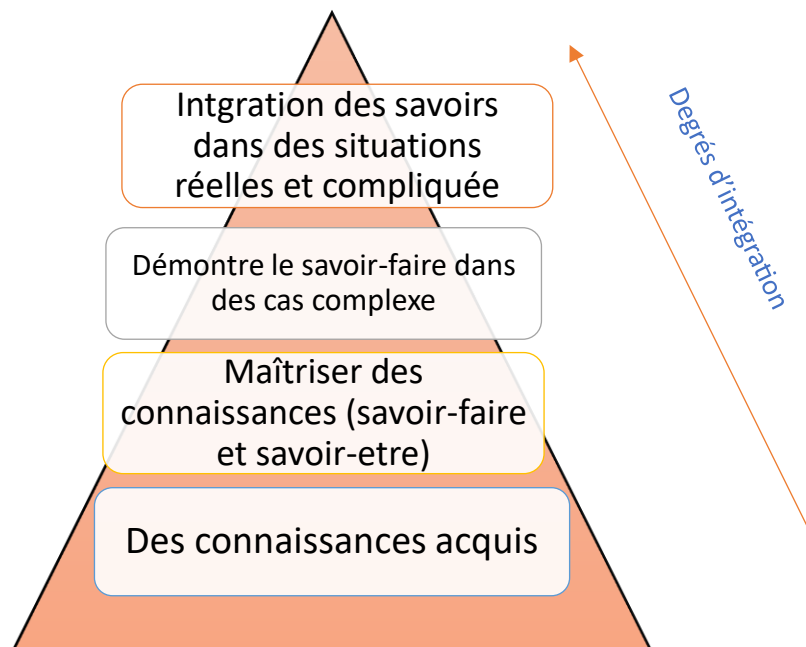 Intgration des savoirs
dans des situations
réelles et compliquée
Degrés d'intégration
Démontre le savoir-faire dans
des cas complexe
Maîtriser des
connaissances (savoir-faire
et savoir-etre)
Des connaissances acquis